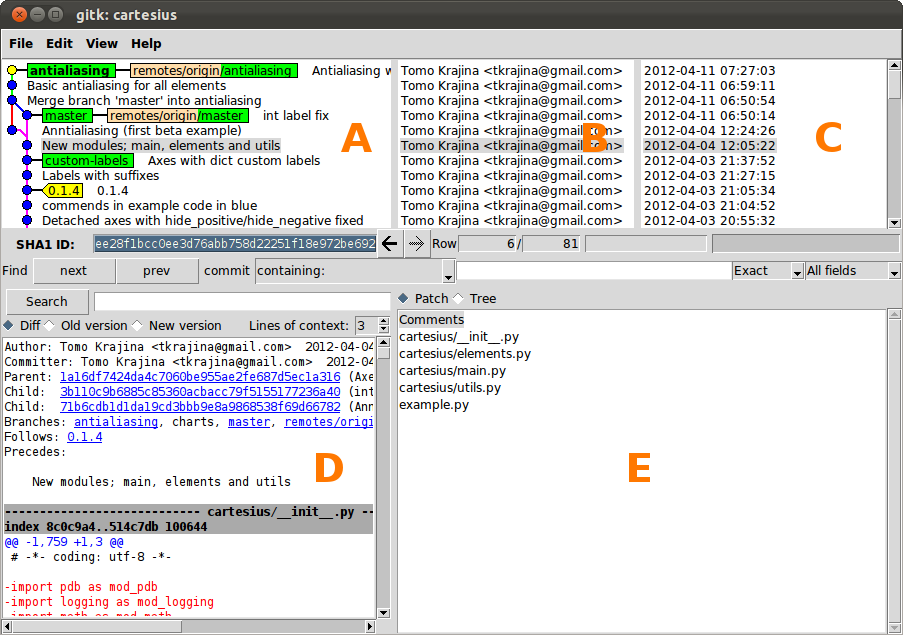 gitk: cartesius
File Edit View Help
antialiasing remotes/origin/antialiasing Antialiasing w Tomo Krajina <tkrajina@gmail.com> 2012-04-11 07:27:03
Basic antialiasing for all elements Tomo Krajina <tkrajina@gmail.com> 2012-04-11 06:59:11
Merge branch 'master' into antialiasing Tomo Krajina <tkrajina@gmail.com> 2012-04-11 06:50:54
master remotes/origin/master int label fix Tomo Krajina <tkrajina@gmail.com> 2012-04-11 06:50:14
Anntialiasing (first beta example) Tomo Krajina <tkrajina@gmail.com> 2012-04-04 12:24:26
A B C
New modules; main, elements and utils Tomo Krajina <tkrajina@gmail.com> 2012-04-04 12:05:22
custom-labels Axes with dict custom labels Tomo Krajina <tkrajina@gmail.com> 2012-04-03 21:37:52
Labels with suffixes Tomo Krajina <tkrajina@gmail.com> 2012-04-03 21:27:15
0.1.4 0.1.4 Tomo Krajina <tkrajina@gmail.com> 2012-04-03 21:05:34
commends in example code in blue Tomo Krajina <tkrajina@gmail.com> 2012-04-03 21:04:52
Detached axes with hide_positive/hide_negative fixed Tomo Krajina <tkrajina@gmail.com> 2012-04-03 20:55:32
SHA1 ID: ee28f1bcc0ee3d76abb758d22251f18e972be692 Row 6 / 81
Find next prev commit containing: Exact All fields
Search
Diff Old version New version Lines of context: 3
Author: Tomo Krajina <tkrajina@gmail.com> 2012-04-04
Committer: Tomo Krajina <tkrajina@gmail.com> 2012-04
Parent: 1a16df7424da4c7060be955ae2fe687d5ec1a316 (Axe
Child: 3b110c9b6885c85360acbacc79f5155177236a40 (int
Child: 71b6cdb1d1da19cd3bbb9e8a9868538f69d66782 (Ann
Branches: antialiasing, charts, master, remotes/origi
Follows: 0.1.4
Precedes:
New modules; main, elements and utils
D
--------------------------- cartesius/__init__.py --
index 8c0c9a4..514c7db 100644
@@ -1,759 +1,3 @@
# -*- coding: utf-8 -*-
-import pdb as mod_pdb
-import logging as mod_logging
-import math as mod_math
Patch Tree
Comments
cartesius/__init__.py
cartesius/elements.py
cartesius/main.py
cartesius/utils.py
example.py
E